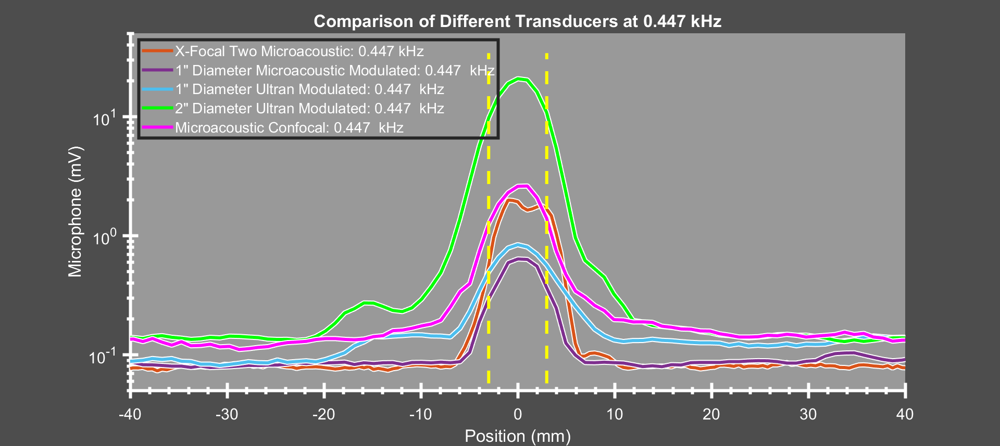 Comparison of Different Transducers at 0.447 kHz
X-Focal Two Microacoustic: 0.447 kHz
1" Diameter Microacoustic Modulated: 0.447  kHz
1" Diameter Ultran Modulated: 0.447  kHz
2" Diameter Ultran Modulated: 0.447  kHz
Microacoustic Confocal: 0.447  kHz
Microphone (mV)
10^1
10^0
10^-1
-40 -30 -20 -10 0 10 20 30 40
Position (mm)